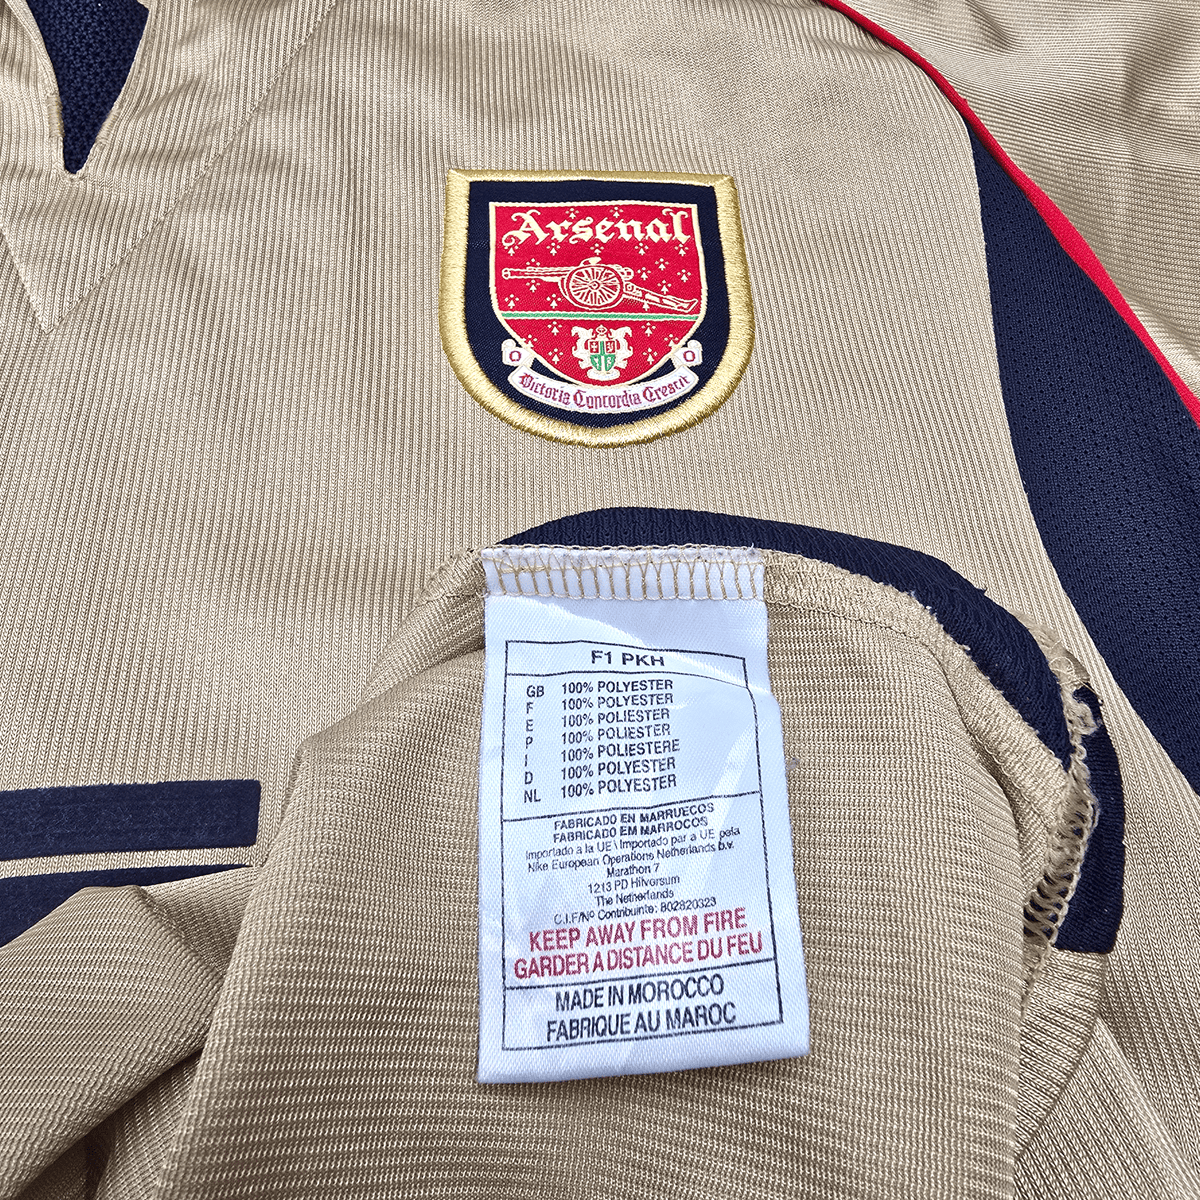 Arsenal
Victoria Concordia Crescit
F1 PKH
GB 100% POLYESTER
F 100% POLYESTER
E 100% POLIESTER
P 100% POLIESTER
I 100% POLIESTERE
D 100% POLYESTER
NL 100% POLYESTER
FABRICADO EN MARRUECOS
FABRICADO EM MARROCOS
Importado a la UE\ Importado par a UE pela
Nike European Operations Netherlands b.v.
Marathon 7
1213 PD Hilversum
The Netherlands
C.I.F/Nº Contribuinte: 802820323
KEEP AWAY FROM FIRE
GARDER A DISTANCE DU FEU
MADE IN MOROCCO
FABRIQUE AU MAROC